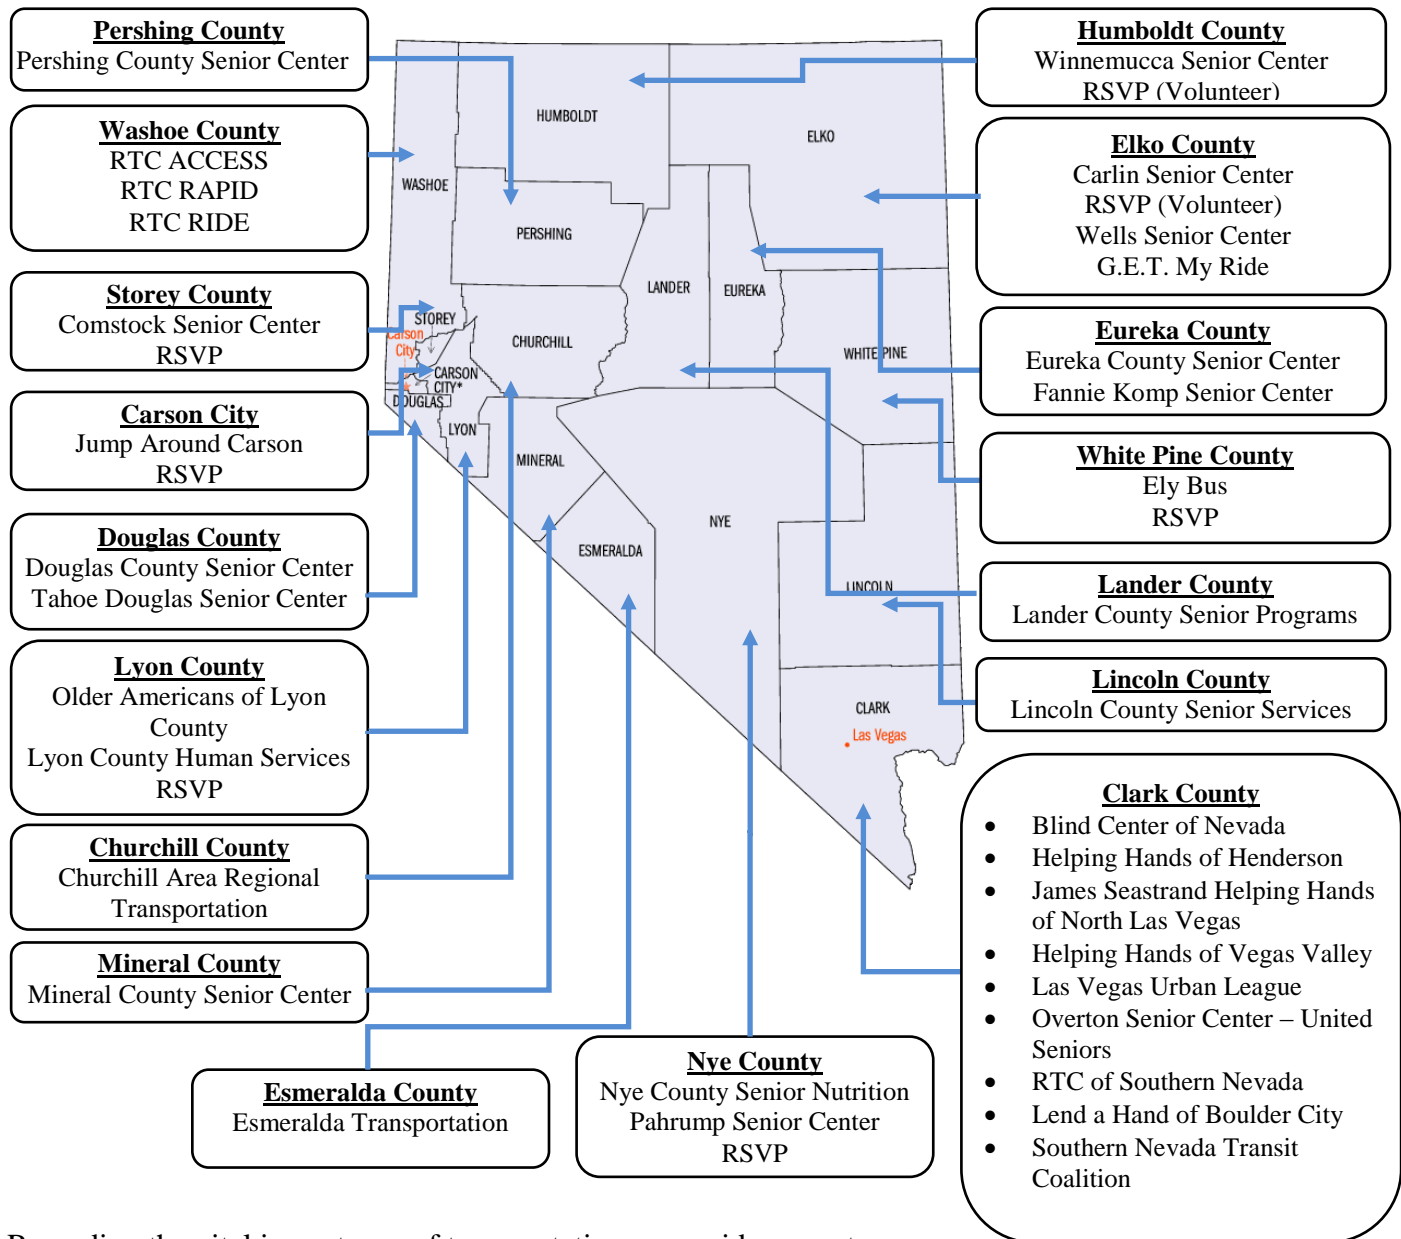 Pershing County
Pershing County Senior Center
Washoe County
RTC ACCESS
RTC RAPID
RTC RIDE
Storey County
Comstock Senior Center
RSVP
Carson City
Jump Around Carson
RSVP
Douglas County
Douglas County Senior Center
Tahoe Douglas Senior Center
Lyon County
Older Americans of Lyon
County
Lyon County Human Services
RSVP
Churchill County
Churchill Area Regional
Transportation
Mineral County
Mineral County Senior Center
Esmeralda County
Esmeralda Transportation
Nye County
Nye County Senior Nutrition
Pahrump Senior Center
RSVP
HUMBOLDT
ELKO
WASHOE
PERSHING
LANDER
EUREKA
STOREY
Carson
City
CHURCHILL
WHITE PINE
CARSON
CITY*
DOUGLAS
LYON
MINERAL
NYE
ESMERALDA
LINCOLN
CLARK
Las Vegas
Humboldt County
Winnemucca Senior Center
RSVP (Volunteer)
Elko County
Carlin Senior Center
RSVP (Volunteer)
Wells Senior Center
G.E.T. My Ride
Eureka County
Eureka County Senior Center
Fannie Komp Senior Center
White Pine County
Ely Bus
RSVP
Lander County
Lander County Senior Programs
Lincoln County
Lincoln County Senior Services
Clark County
• Blind Center of Nevada
• Helping Hands of Henderson
• James Seastrand Helping Hands
of North Las Vegas
• Helping Hands of Vegas Valley
• Las Vegas Urban League
• Overton Senior Center – United
Seniors
• RTC of Southern Nevada
• Lend a Hand of Boulder City
• Southern Nevada Transit
Coalition